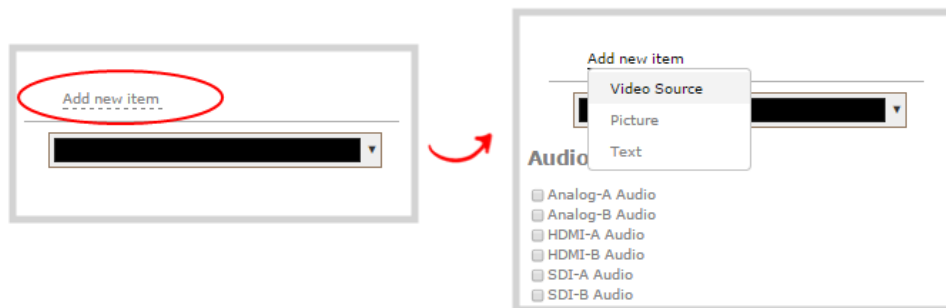 Add new item
Add new item
Video Source
Picture
Text
Audio
Analog-A Audio
Analog-B Audio
HDMI-A Audio
HDMI-B Audio
SDI-A Audio
SDI-B Audio